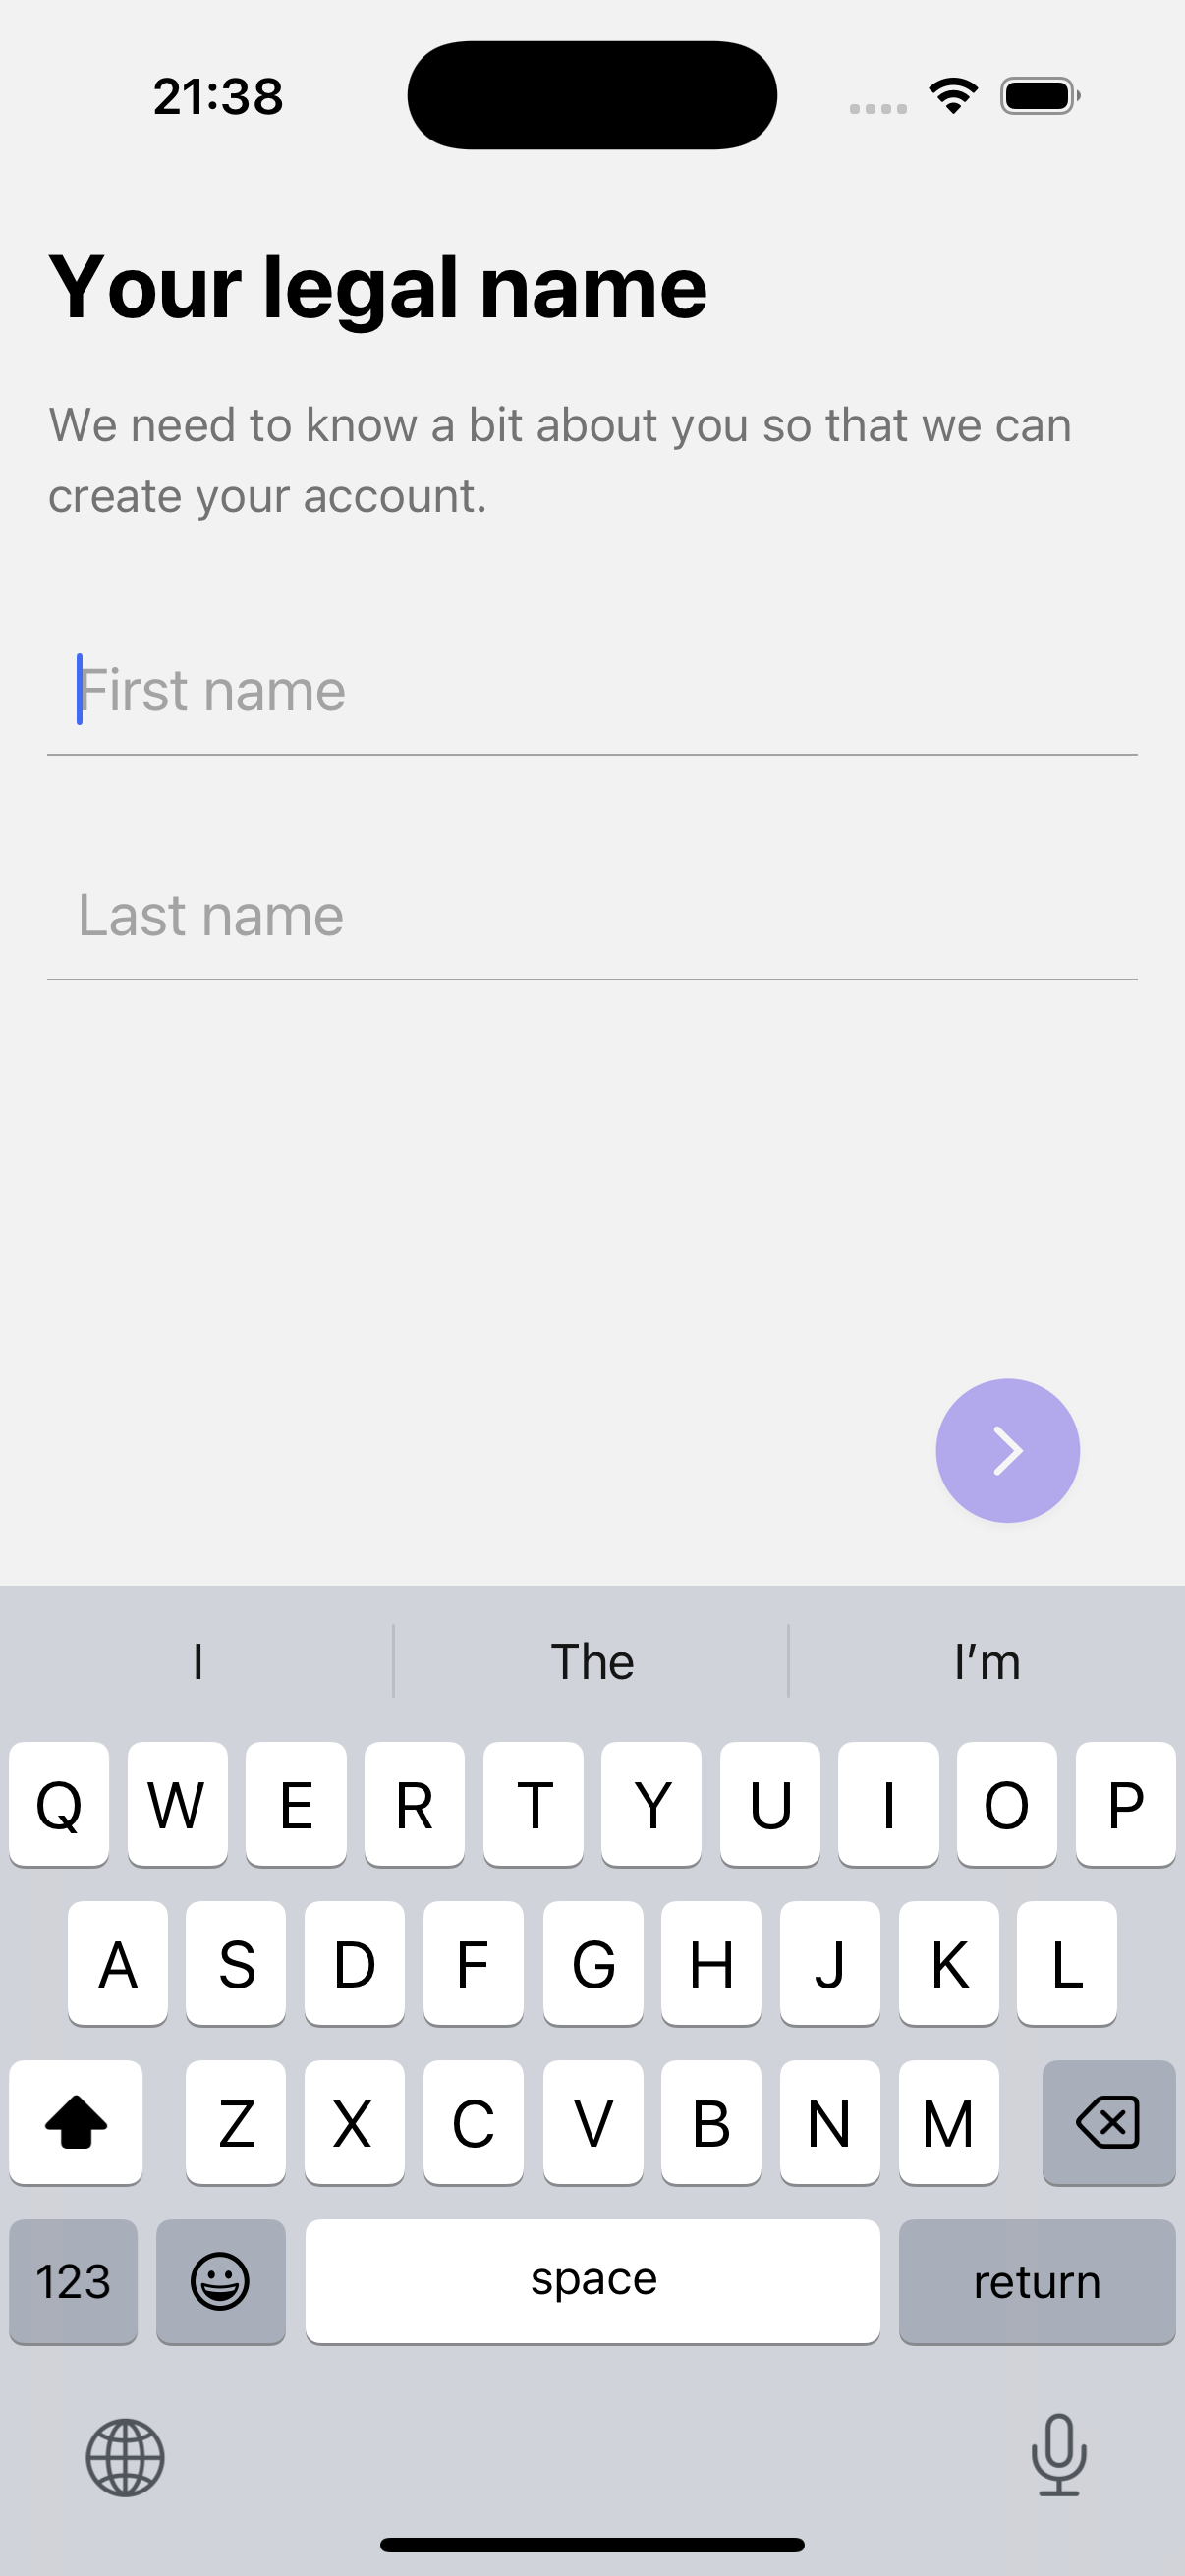 21:38
Your legal name
We need to know a bit about you so that we can
create your account.
First name
Last name
I The I’m
Q W E R T Y U I O P
A S D F G H J K L
Z X C V B N M
123 space return